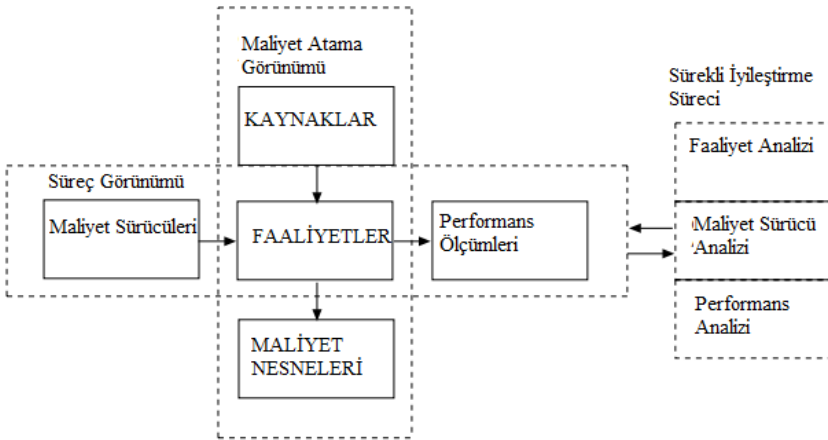 Maliyet Atama
Görünümü
KAYNAKLAR
Sürekli İyileştirme
Süreci
Faaliyet Analizi
Süreç Görünümü
Maliyet Sürücüleri
FAALİYETLER
Performans
Ölçümleri
Maliyet Sürücü
Analizi
MALİYET
NESNELERİ
Performans
Analizi